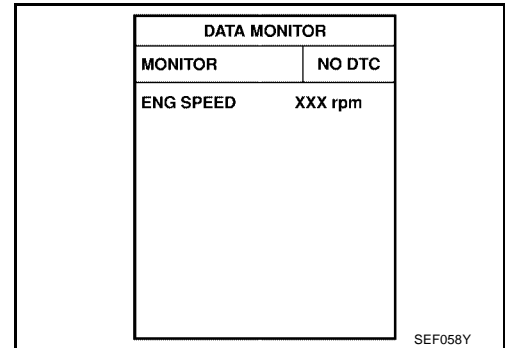 DATA MONITOR
MONITOR NO DTC
ENG SPEED XXX rpm
SEF058Y